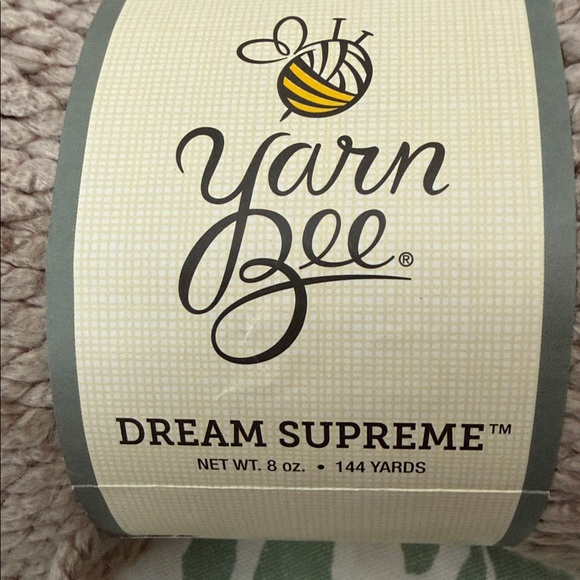 Yarn
Bee®
DREAM SUPREME™
NET WT. 8 oz. • 144 YARDS